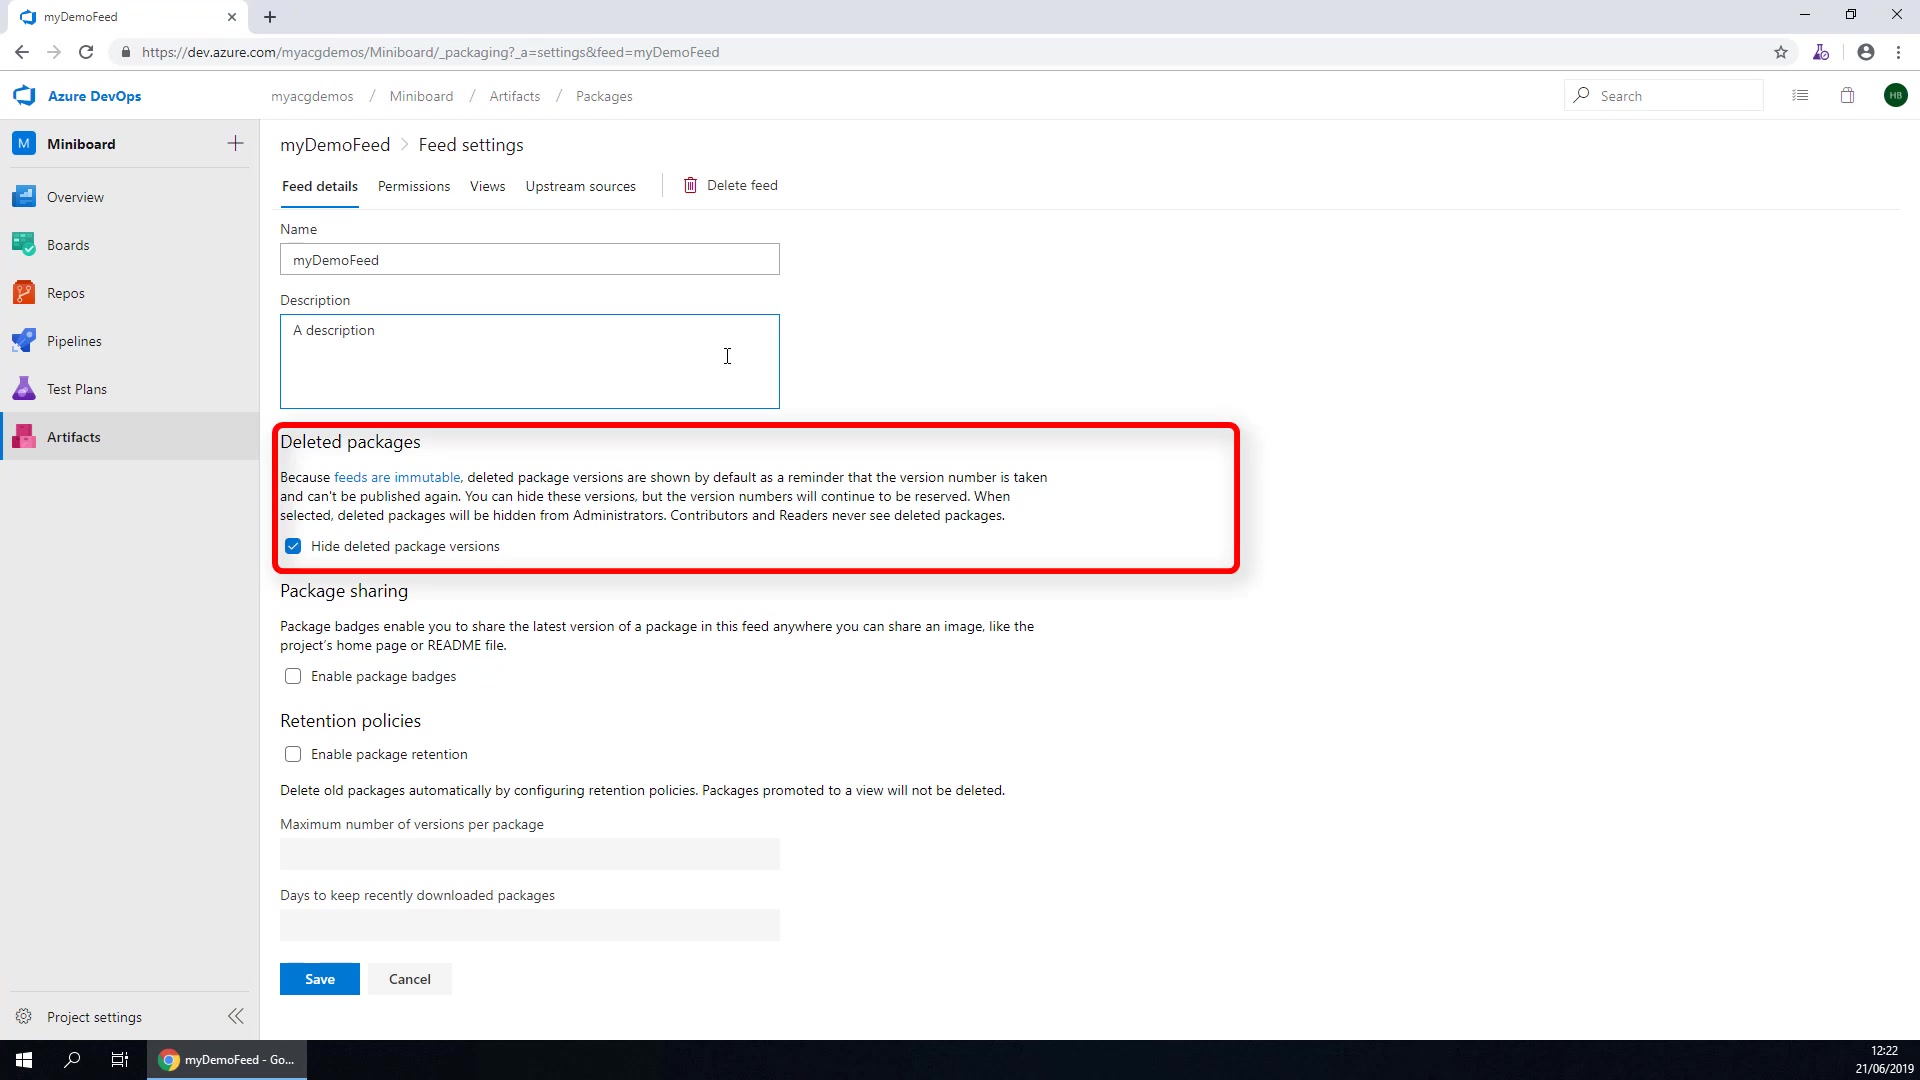 myDemoFeed
https://dev.azure.com/myacgdemos/Miniboard/_packaging?_a=settings&feed=myDemoFeed
Azure DevOps
myacgdemos / Miniboard / Artifacts / Packages
Search
HB
M Miniboard
Overview
Boards
Repos
Pipelines
Test Plans
Artifacts
Project settings
myDemoFeed > Feed settings
Feed details Permissions Views Upstream sources Delete feed
Name
myDemoFeed
Description
A description
Deleted packages
Because feeds are immutable, deleted package versions are shown by default as a reminder that the version number is taken
and can't be published again. You can hide these versions, but the version numbers will continue to be reserved. When
selected, deleted packages will be hidden from Administrators. Contributors and Readers never see deleted packages.
Hide deleted package versions
Package sharing
Package badges enable you to share the latest version of a package in this feed anywhere you can share an image, like the
project's home page or README file.
Enable package badges
Retention policies
Enable package retention
Delete old packages automatically by configuring retention policies. Packages promoted to a view will not be deleted.
Maximum number of versions per package
Days to keep recently downloaded packages
Save Cancel
myDemoFeed - Go...
12:22
21/06/2019